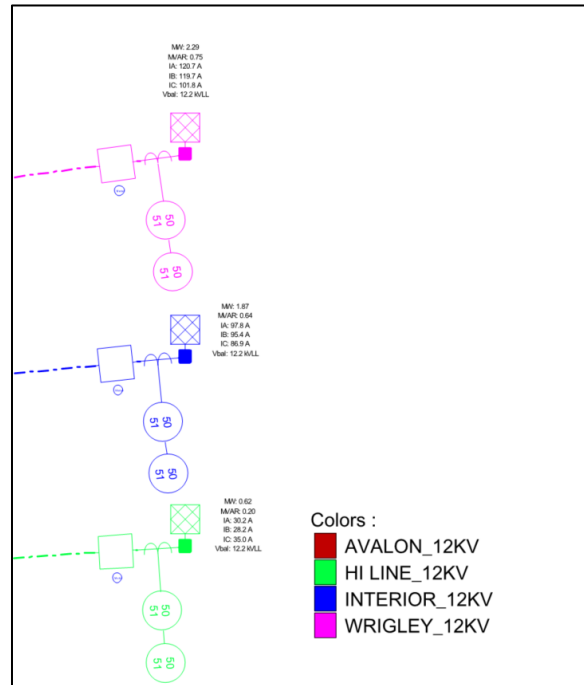 MW: 2.29
MVAR: 0.75
IA: 120.7 A
IB: 119.7 A
IC: 101.8 A
Vbal: 12.2 kVLL
50
51
50
51
MW: 1.87
MVAR: 0.64
IA: 97.8 A
IB: 95.4 A
IC: 86.9 A
Vbal: 12.2 kVLL
50
51
50
51
MW: 0.62
MVAR: 0.20
IA: 30.2 A
IB: 28.2 A
IC: 35.0 A
Vbal: 12.2 kVLL
50
51
50
51
Colors :
AVALON_12KV
HI LINE_12KV
INTERIOR_12KV
WRIGLEY_12KV